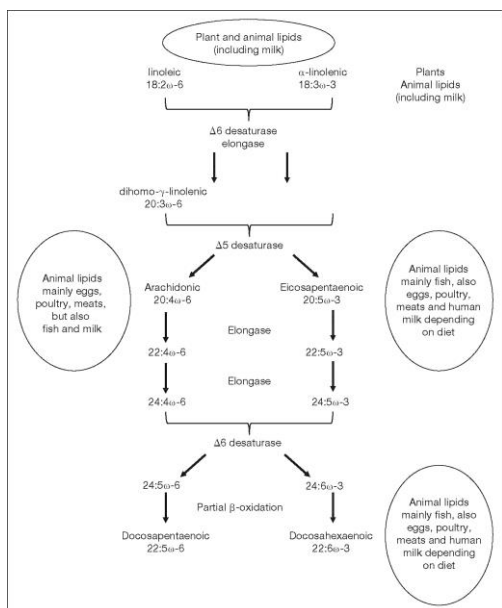 Plant and animal lipids
(including milk)
linoleic
18:2ω-6
α-linolenic
18:3ω-3
Plants
Animal lipids
(including milk)
Δ6 desaturase
elongase
dihomo-γ-linolenic
20:3ω-6
Δ5 desaturase
Animal lipids
mainly eggs,
poultry, meats,
but also
fish and milk
Arachidonic
20:4ω-6
Eicosapentaenoic
20:5ω-3
Animal lipids
mainly fish, also
eggs, poultry,
meats and human
milk depending
on diet
Elongase
22:4ω-6
22:5ω-3
Elongase
24:4ω-6
24:5ω-3
Δ6 desaturase
24:5ω-6
24:6ω-3
Partial β-oxidation
Docosapentaenoic
22:5ω-6
Docosahexaenoic
22:6ω-3
Animal lipids
mainly fish, also
eggs, poultry,
meats and human
milk depending
on diet